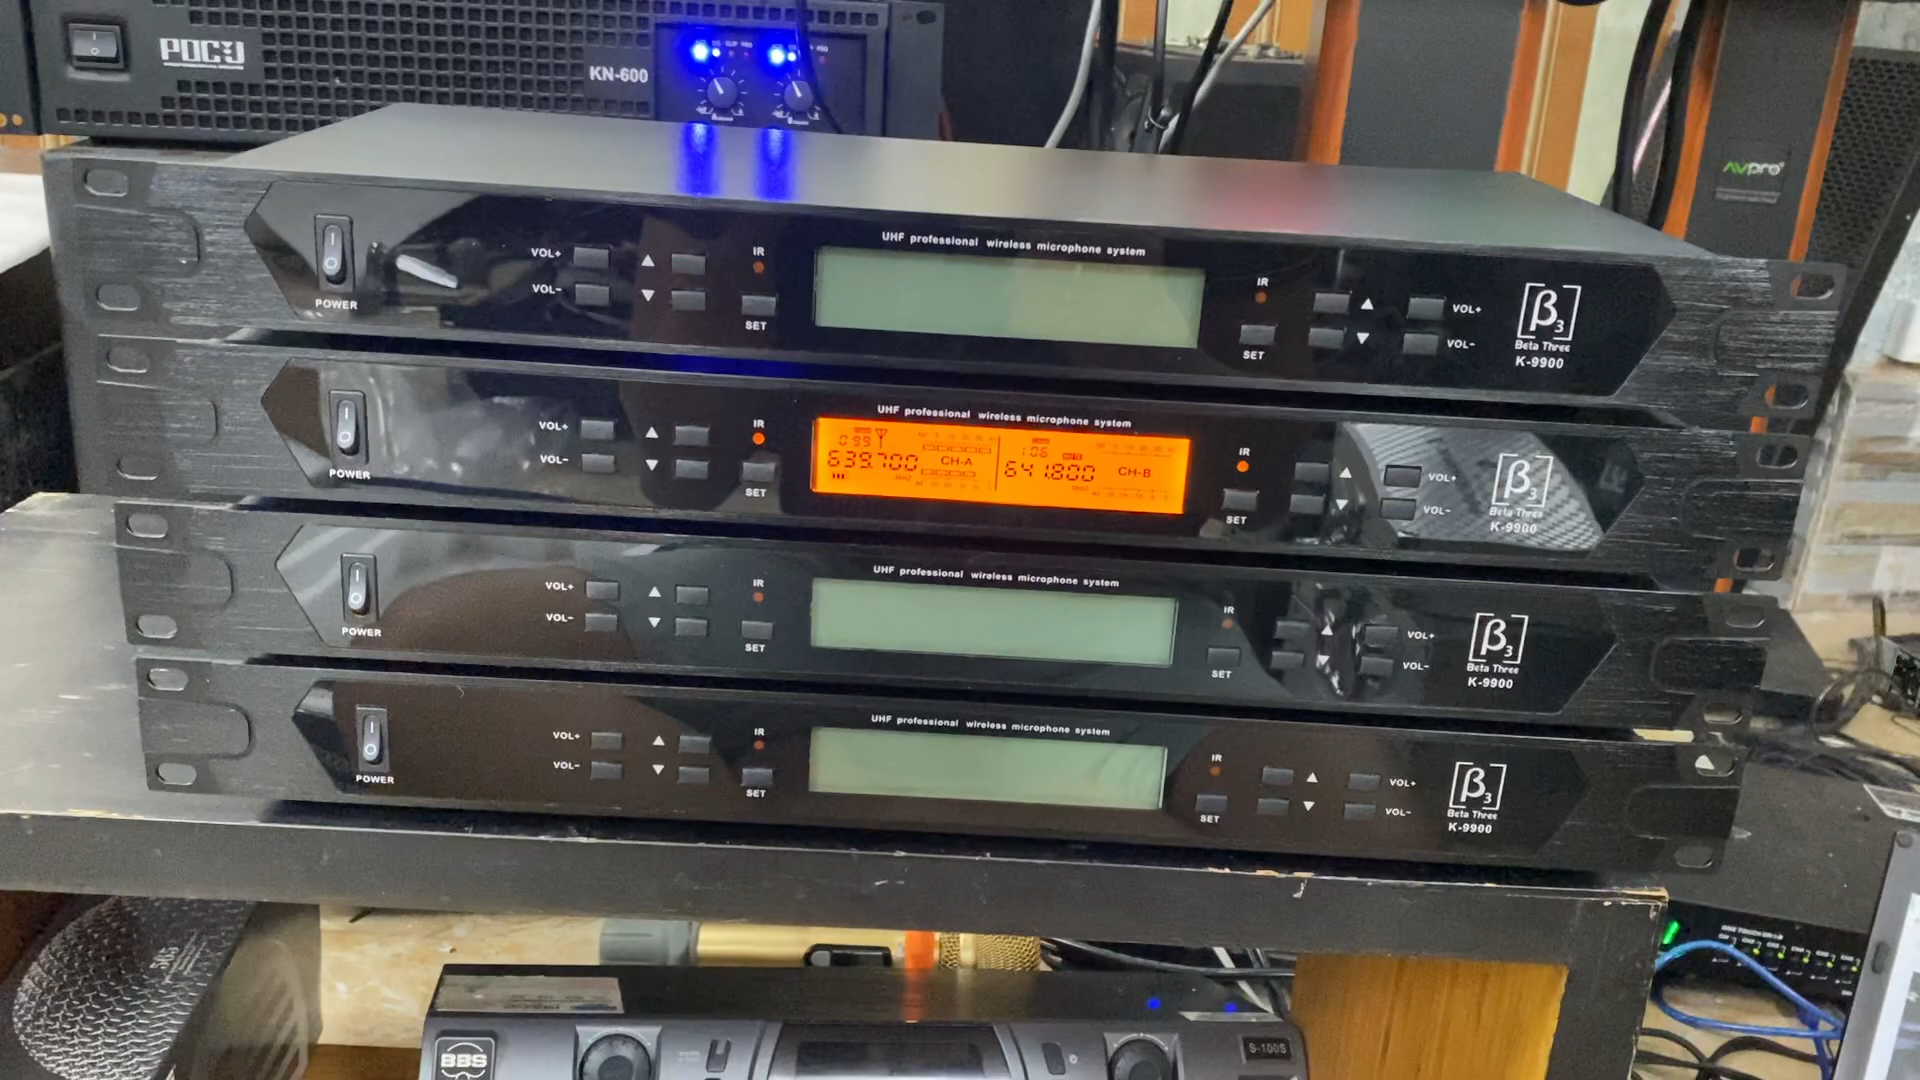 KN-600
AVpro
UHF professional wireless microphone system
VOL+
IR
IR
VOL+
VOL-
VOL-
POWER
SET
SET
β3
Beta Three
K-9900
UHF professional wireless microphone system
VOL+
IR
IR
VOL+
VOL-
VOL-
639.700
CH-A
641.800
CH-B
POWER
SET
SET
β3
Beta Three
K-9900
UHF professional wireless microphone system
VOL+
IR
IR
VOL+
VOL-
VOL-
POWER
SET
SET
β3
Beta Three
K-9900
UHF professional wireless microphone system
VOL+
IR
IR
VOL+
VOL-
VOL-
POWER
SET
SET
β3
Beta Three
K-9900
BBS
S-100S